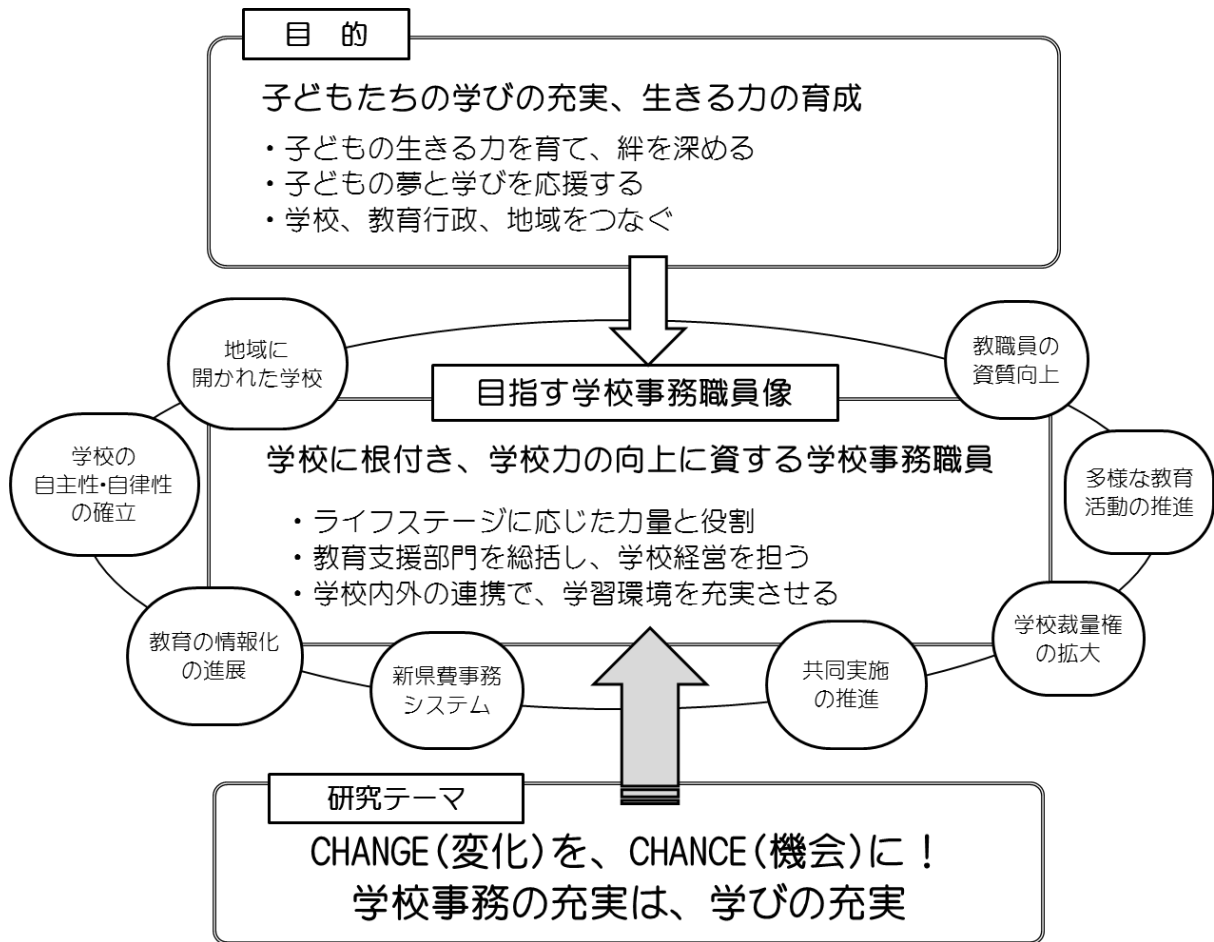 目 的
子どもたちの学びの充実、生きる力の育成
・子どもの生きる力を育て、絆を深める
・子どもの夢と学びを応援する
・学校、教育行政、地域をつなぐ
地域に
開かれた学校
教職員の
資質向上
学校の
自主性・自律性
の確立
多様な教育
活動の推進
目指す学校事務職員像
学校に根付き、学校力の向上に資する学校事務職員
・ライフステージに応じた力量と役割
・教育支援部門を総括し、学校経営を担う
・学校内外の連携で、学習環境を充実させる
教育の情報化
の進展
新県費事務
システム
共同実施
の推進
学校裁量権
の拡大
研究テーマ
CHANGE(変化)を、CHANCE(機会)に！
学校事務の充実は、学びの充実